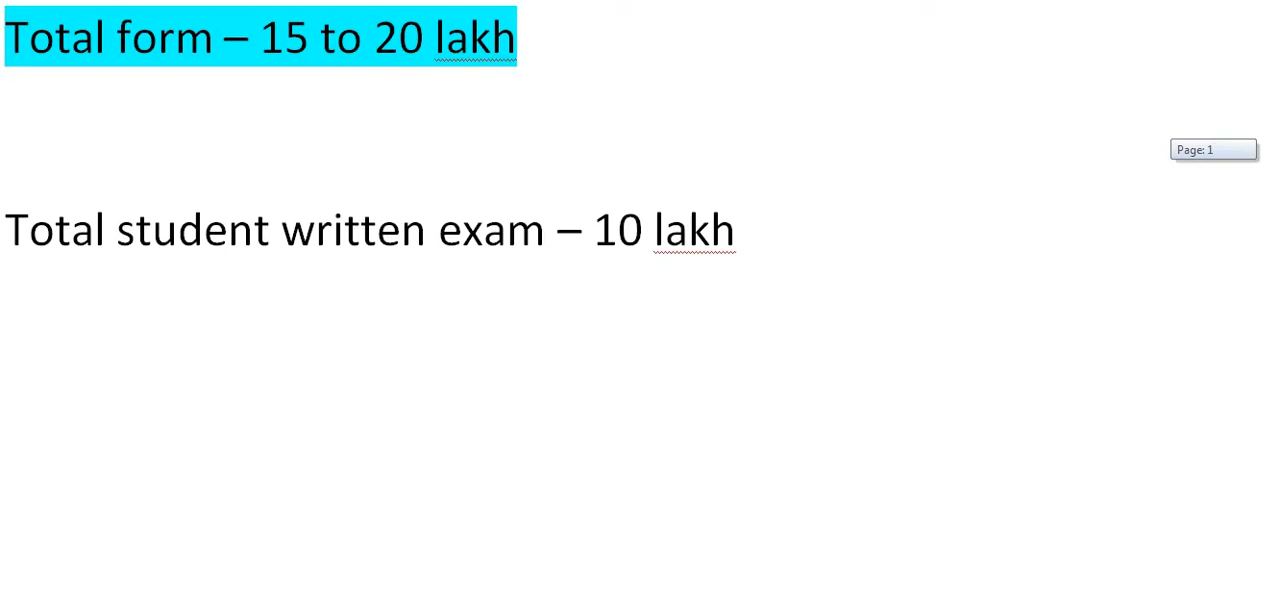 Total form – 15 to 20 lakh
Page: 1
Total student written exam – 10 lakh